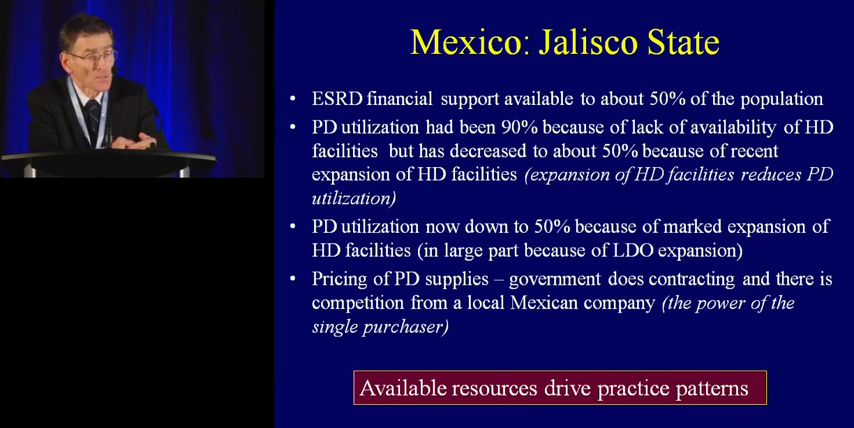 Mexico: Jalisco State
• ESRD financial support available to about 50% of the population
• PD utilization had been 90% because of lack of availability of HD
facilities but has decreased to about 50% because of recent
expansion of HD facilities (expansion of HD facilities reduces PD
utilization)
• PD utilization now down to 50% because of marked expansion of
HD facilities (in large part because of LDO expansion)
• Pricing of PD supplies – government does contracting and there is
competition from a local Mexican company (the power of the
single purchaser)
Available resources drive practice patterns